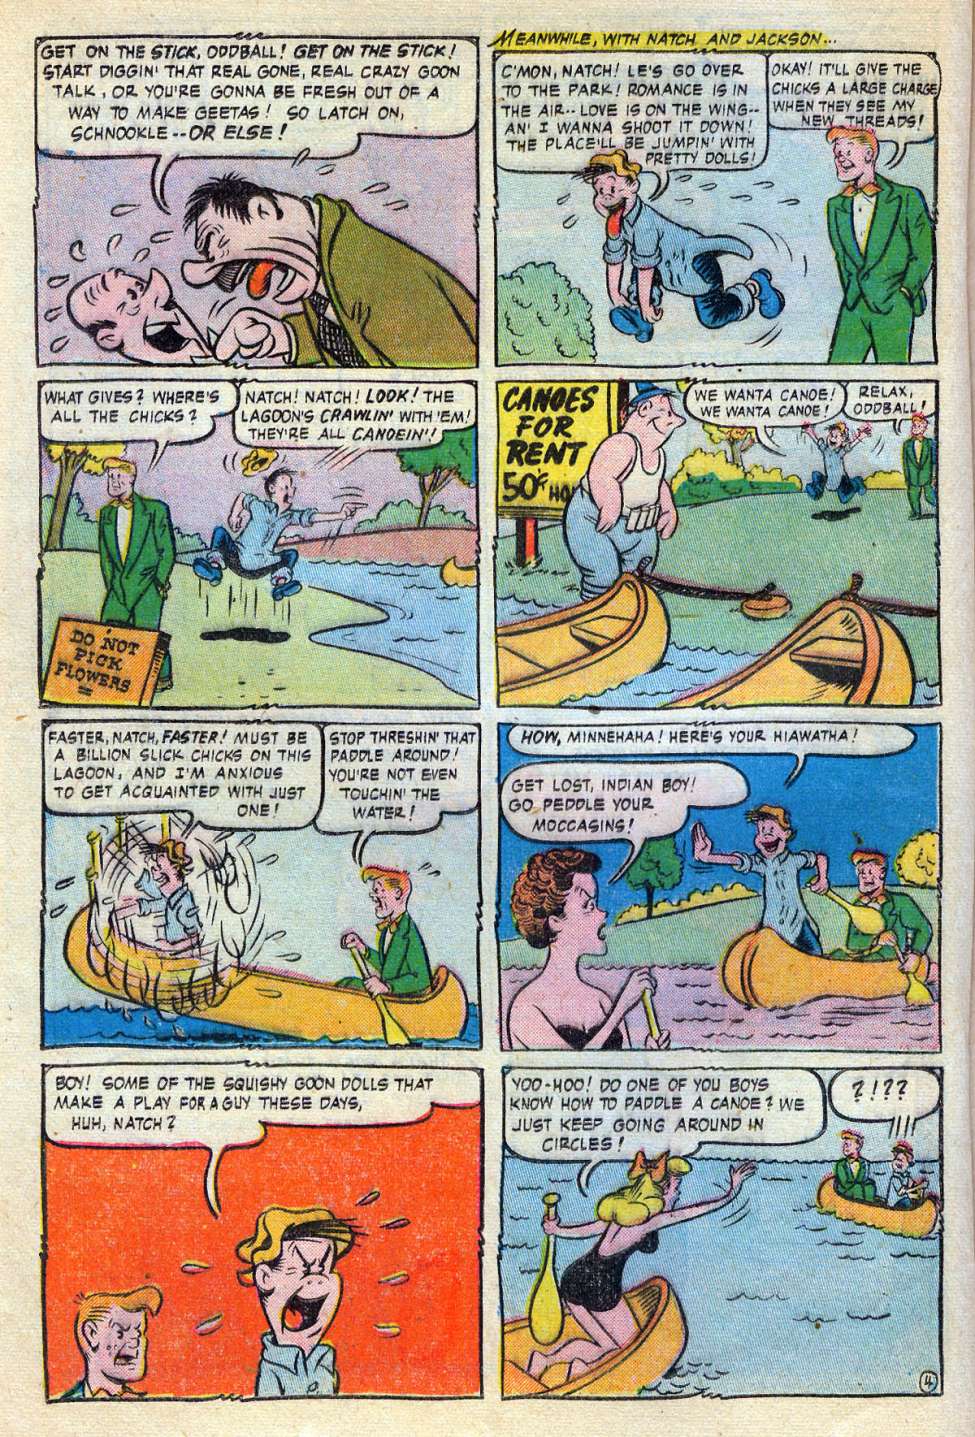 GET ON THE STICK, ODDBALL! GET ON THE STICK!
START DIGGIN' THAT REAL GONE, REAL CRAZY GOON
TALK, OR YOU'RE GONNA BE FRESH OUT OF A
WAY TO MAKE GEETAS! SO LATCH ON,
SCHNOOKLE--OR ELSE!
MEANWHILE, WITH NATCH AND JACKSON...
C'MON, NATCH! LE'S GO OVER
TO THE PARK! ROMANCE IS IN
THE AIR--LOVE IS ON THE WING--
AN' I WANNA SHOOT IT DOWN!
THE PLACE'LL BE JUMPIN' WITH
PRETTY DOLLS!
OKAY! IT'LL GIVE THE
CHICKS A LARGE CHARGE
WHEN THEY SEE MY
NEW THREADS!
WHAT GIVES? WHERE'S
ALL THE CHICKS?
NATCH! NATCH! LOOK! THE
LAGOON'S CRAWLIN' WITH 'EM!
THEY'RE ALL CANOEIN'!
DO NOT
PICK
FLOWERS
CANOES
FOR
RENT
50¢ HO
WE WANTA CANOE!
WE WANTA CANOE!
RELAX,
ODDBALL!
FASTER, NATCH, FASTER! MUST BE
A BILLION SLICK CHICKS ON THIS
LAGOON, AND I'M ANXIOUS
TO GET ACQUAINTED WITH JUST
ONE!
STOP THRESHIN' THAT
PADDLE AROUND!
YOU'RE NOT EVEN
TOUCHIN' THE
WATER!
HOW, MINNEHAHA! HERE'S YOUR HIAWATHA!
GET LOST, INDIAN BOY!
GO PEDDLE YOUR
MOCCASINS!
BOY! SOME OF THE SQUISHY GOON DOLLS THAT
MAKE A PLAY FOR A GUY THESE DAYS,
HUH, NATCH?
YOO-HOO! DO ONE OF YOU BOYS
KNOW HOW TO PADDLE A CANOE? WE
JUST KEEP GOING AROUND IN
CIRCLES!
?!??
4